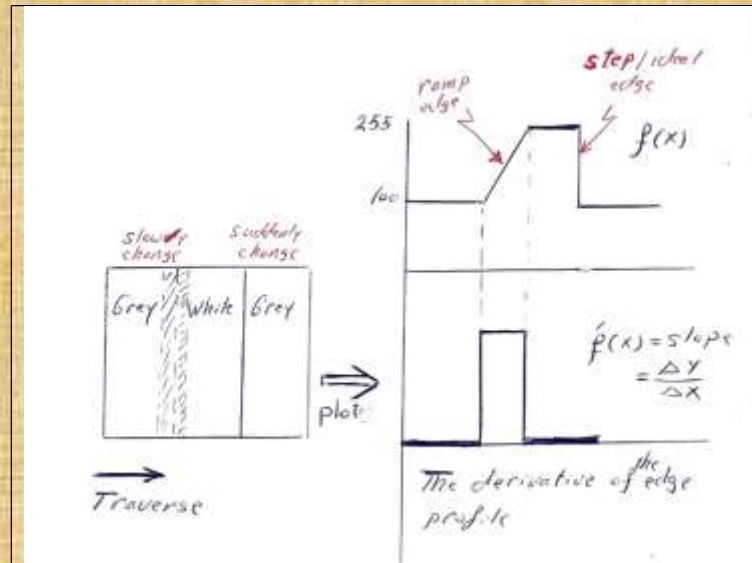 step/ideal
edge
ramp
edge
255
f(x)
100
slowly
change
suddenly
change
Grey
White
Grey
plot
Traverse
f́(x) = slope
= ΔY
ΔX
The derivative of the edge
profile